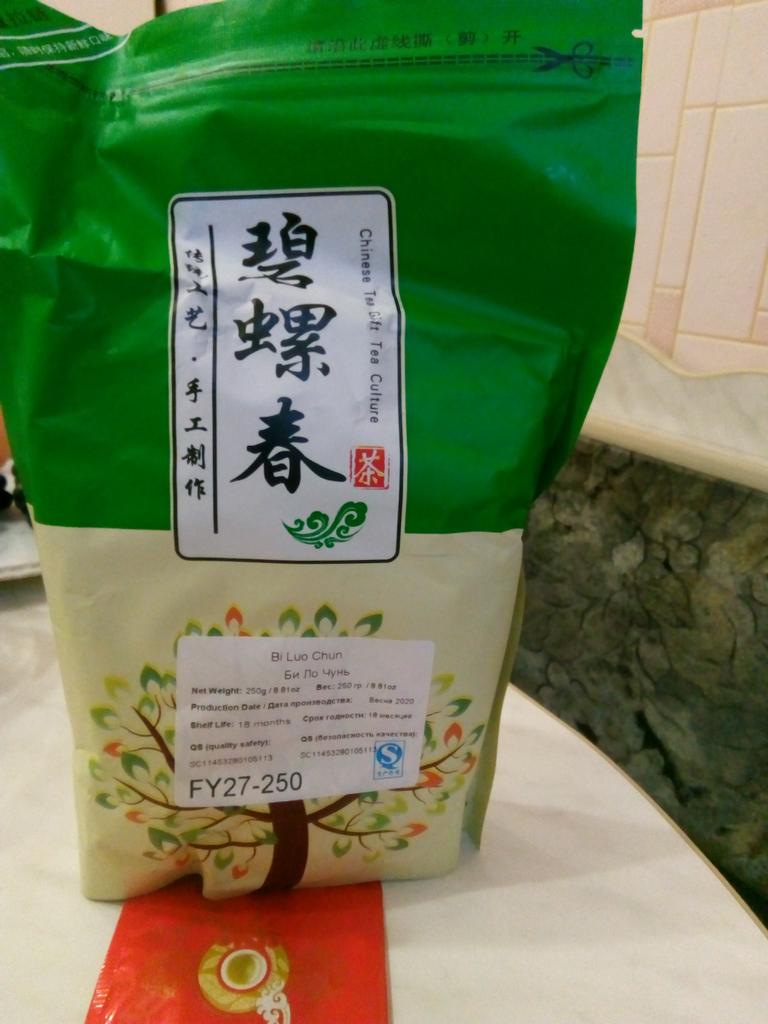 请沿此虚线撕（剪）开
Chinese Tea Gift Tea Culture
碧螺春
茶
传统工艺·手工制作
Bi Luo Chun
Би Ло Чунь
Net Weight: 250g / 8.81oz Вес: 250 гр. / 8.81oz
Production Date / Дата производства: Весна 2020
Shelf Life: 18 months Срок годности: 18 месяцев
QS (quality safety): QS (безопасность качества):
SC11453280105113 SC11453280105113
FY27-250